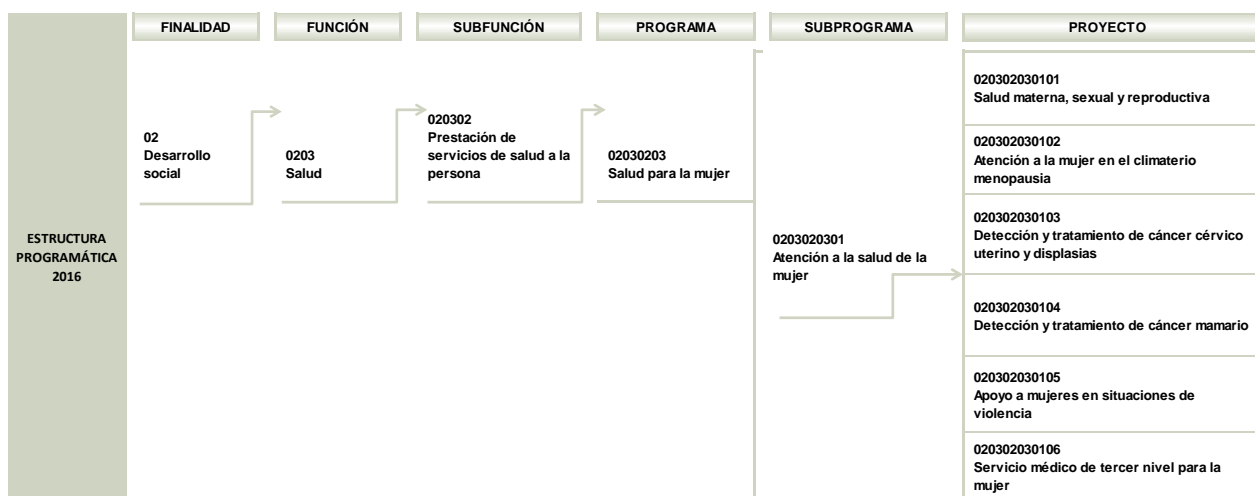 FINALIDAD
FUNCIÓN
SUBFUNCIÓN
PROGRAMA
SUBPROGRAMA
PROYECTO
ESTRUCTURA
PROGRAMÁTICA
2016
02
Desarrollo
social
0203
Salud
020302
Prestación de
servicios de salud a la
persona
02030203
Salud para la mujer
0203020301
Atención a la salud de la
mujer
020302030101
Salud materna, sexual y reproductiva
020302030102
Atención a la mujer en el climaterio
menopausia
020302030103
Detección y tratamiento de cáncer cérvico
uterino y displasias
020302030104
Detección y tratamiento de cáncer mamario
020302030105
Apoyo a mujeres en situaciones de
violencia
020302030106
Servicio médico de tercer nivel para la
mujer